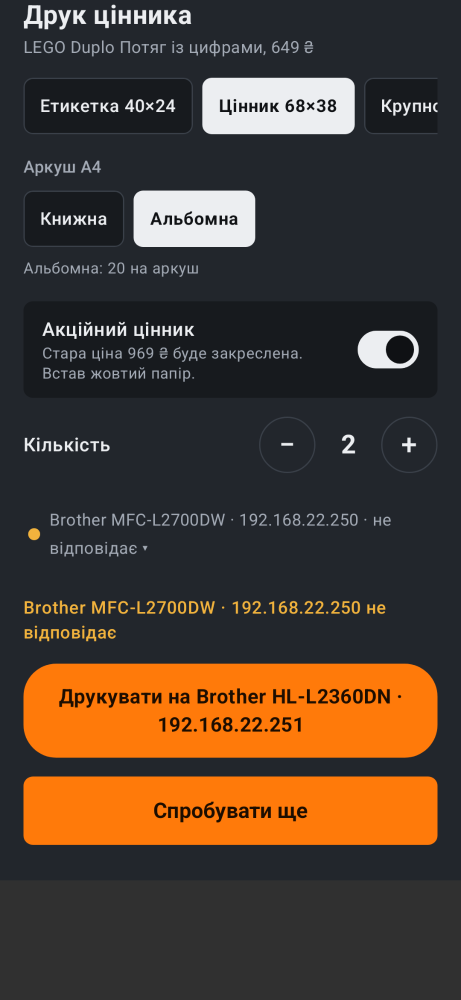 Друк цінника
LEGO Duplo Потяг із цифрами, 649 ₴
Етикетка 40×24
Цінник 68×38
Аркуш А4
Книжна
Альбомна
Альбомна: 20 на аркуш
Акційний цінник
Стара ціна 969 ₴ буде закреслена.
Встав жовтий папір.
Кількість
−
2
+
Brother MFC-L2700DW · 192.168.22.250 · не
відповідає ▾
Brother MFC-L2700DW · 192.168.22.250 не
відповідає
Друкувати на Brother HL-L2360DN ·
192.168.22.251
Спробувати ще